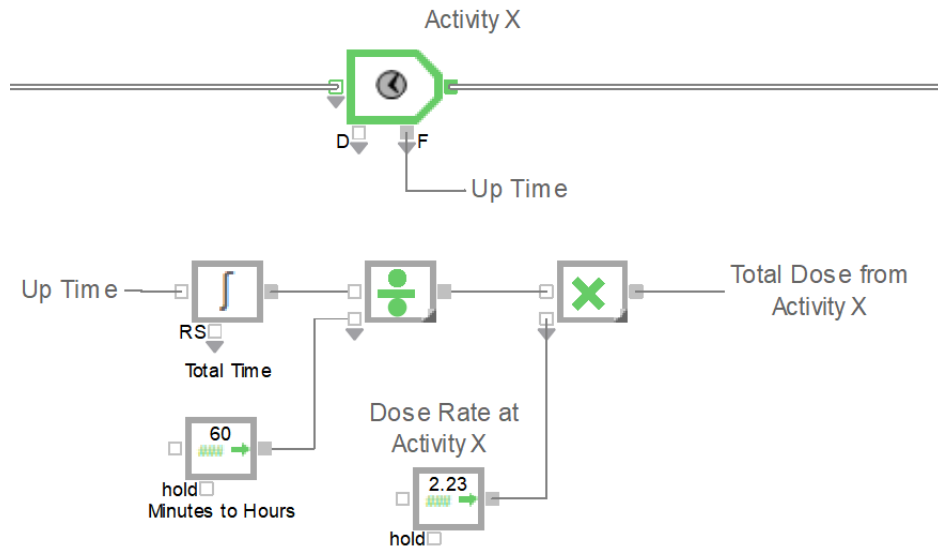 Activity X
D
F
Up Time
Up Time
RS
Total Time
Total Dose from
Activity X
60
###
hold
Minutes to Hours
Dose Rate at
Activity X
2.23
###
hold